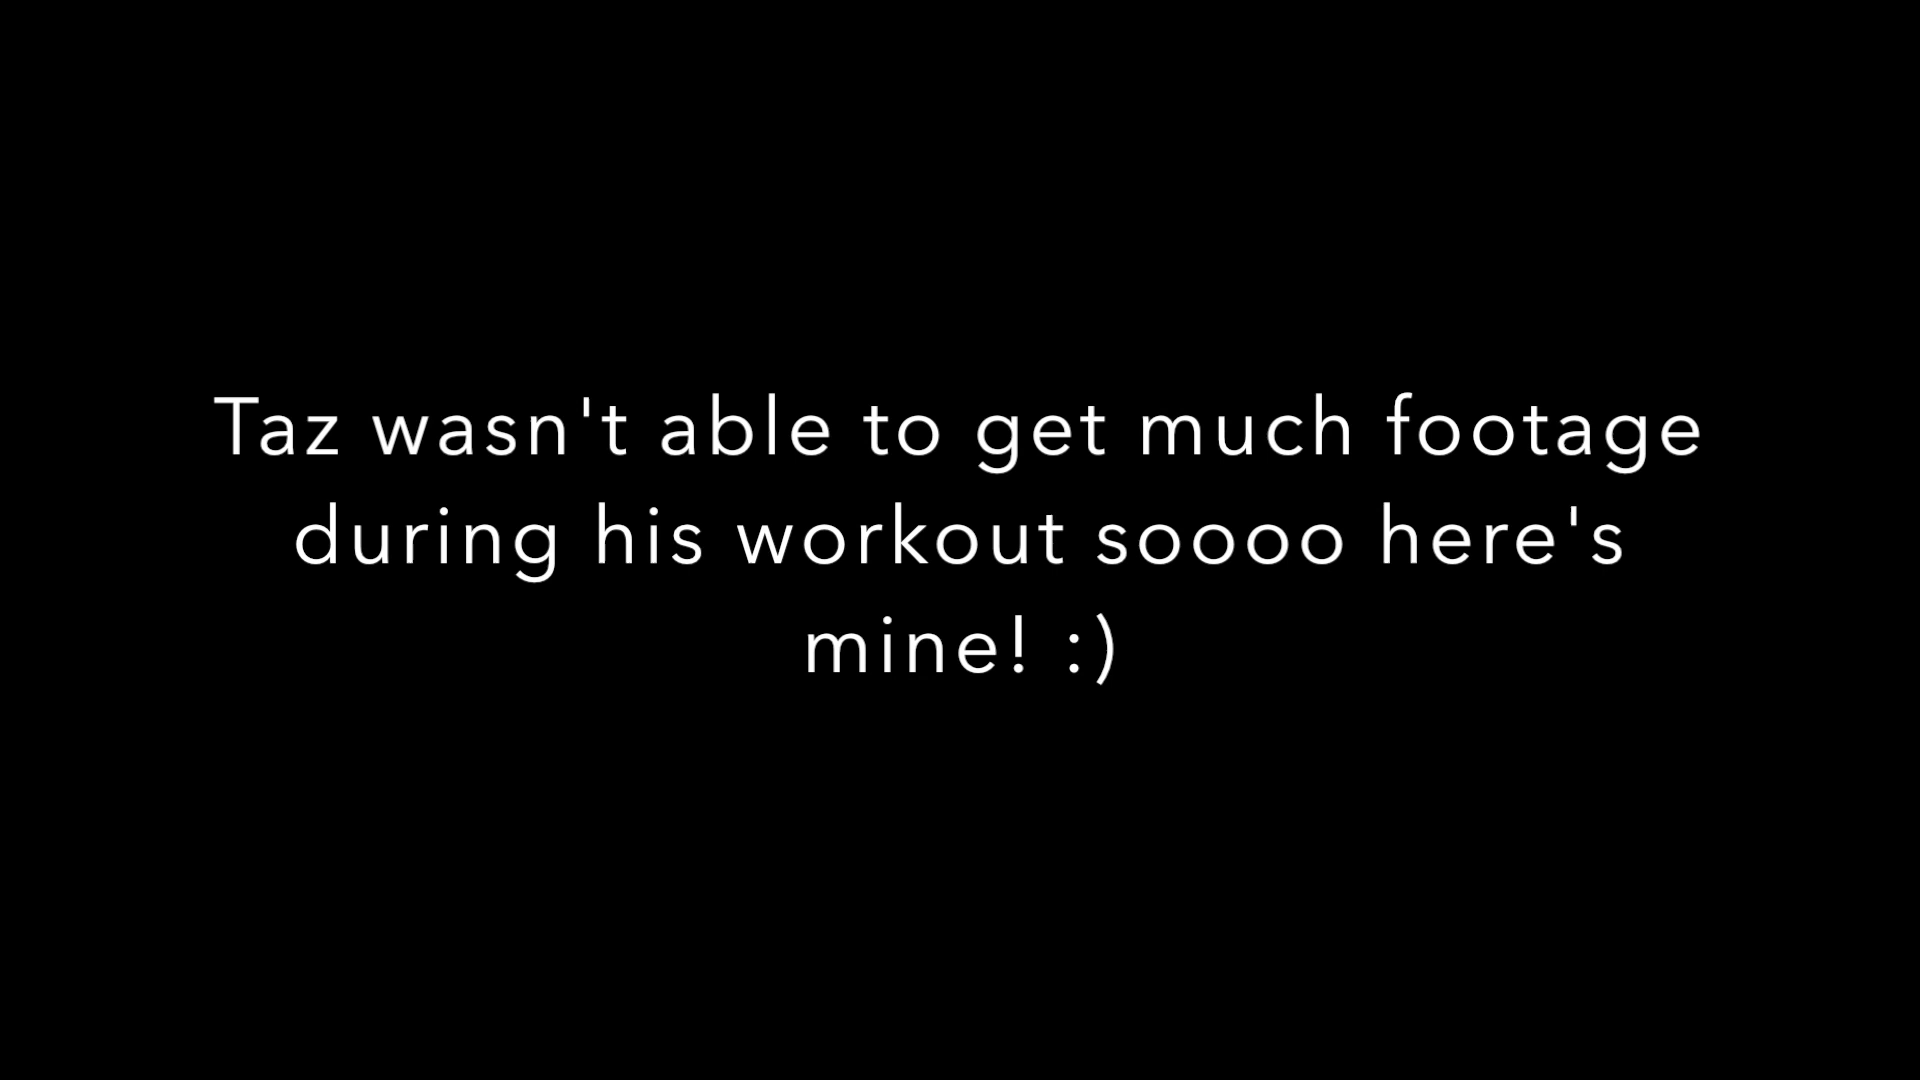 Taz wasn't able to get much footage
during his workout soooo here's
mine! :)